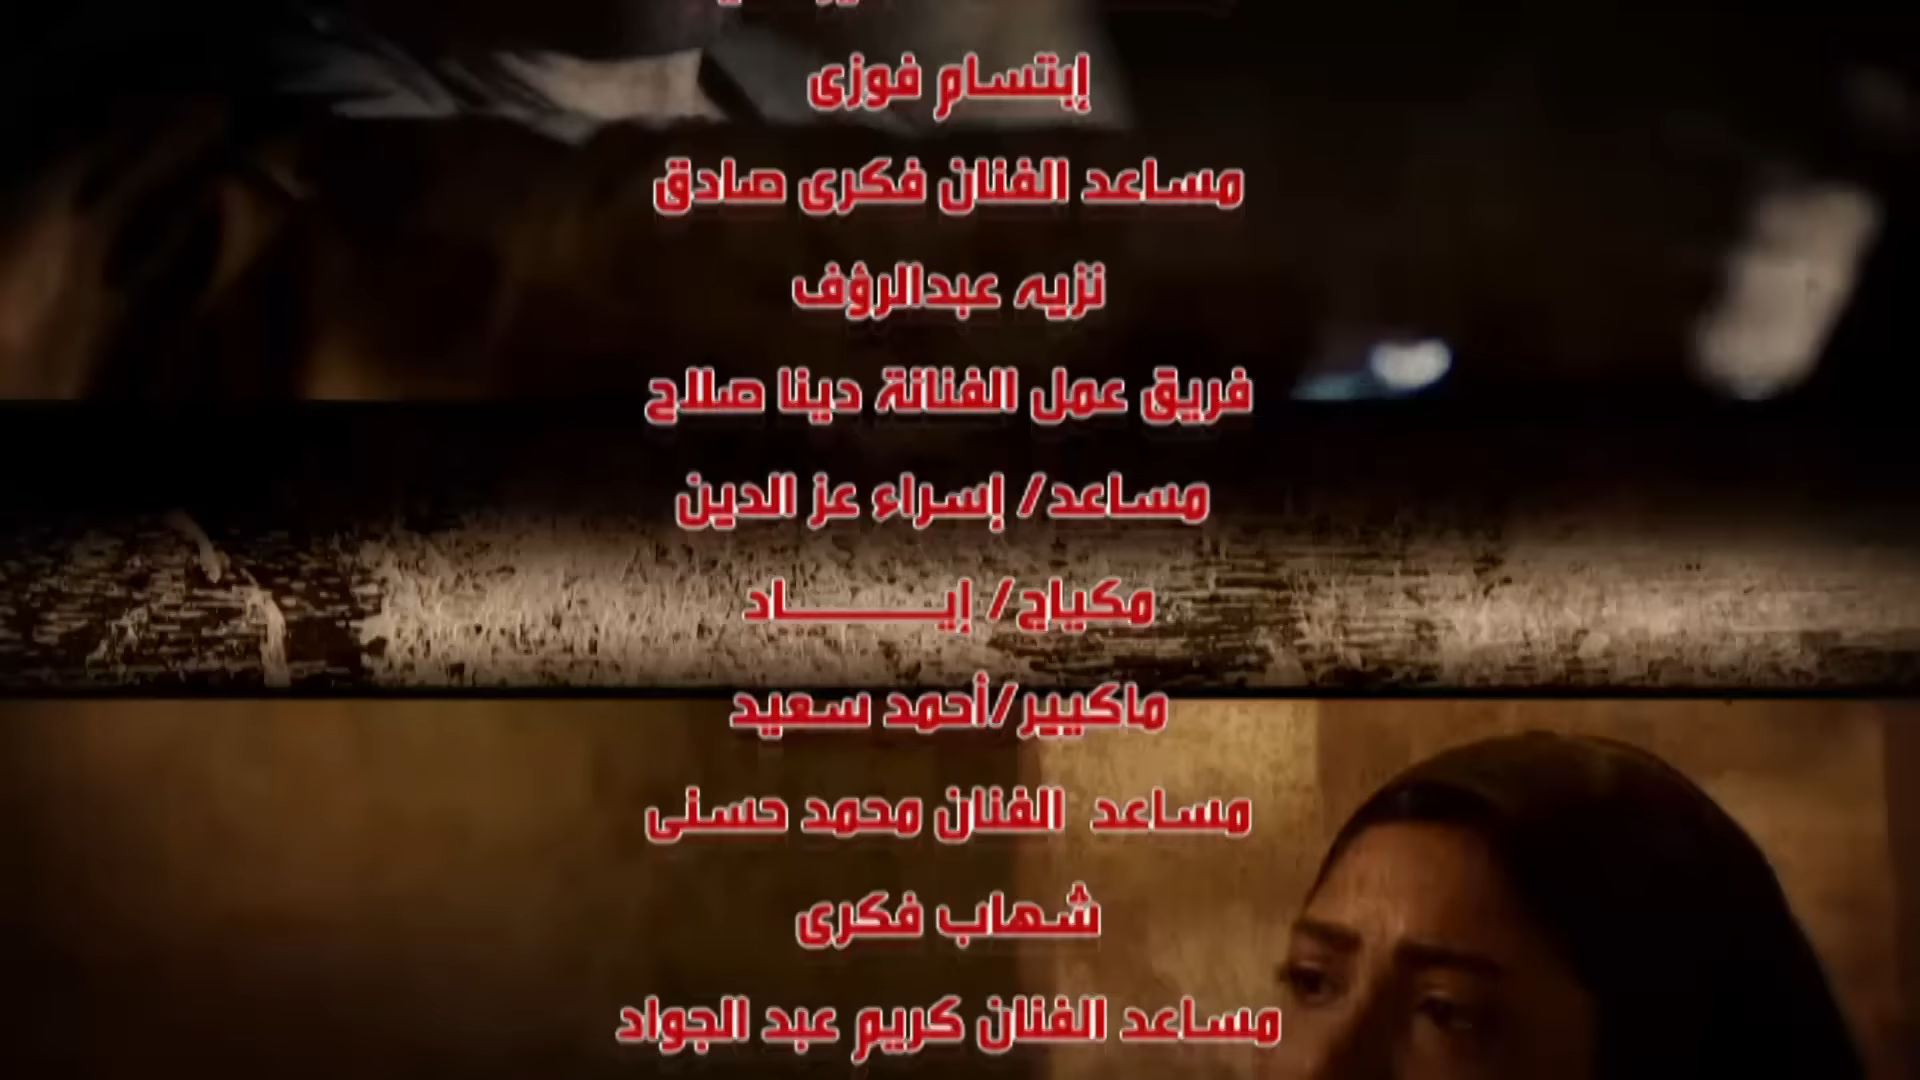 إبتسام فوزى
مساعد الفنان فكرى صادق
نزيه عبدالرؤف
فريق عمل الفنانة دينا صلاح
مساعد/ إسراء عز الدين
مكياج/ إيــــــــاد
ماكيير/أحمد سعيد
مساعد الفنان محمد حسنى
شهاب فكرى
مساعد الفنان كريم عبد الجواد